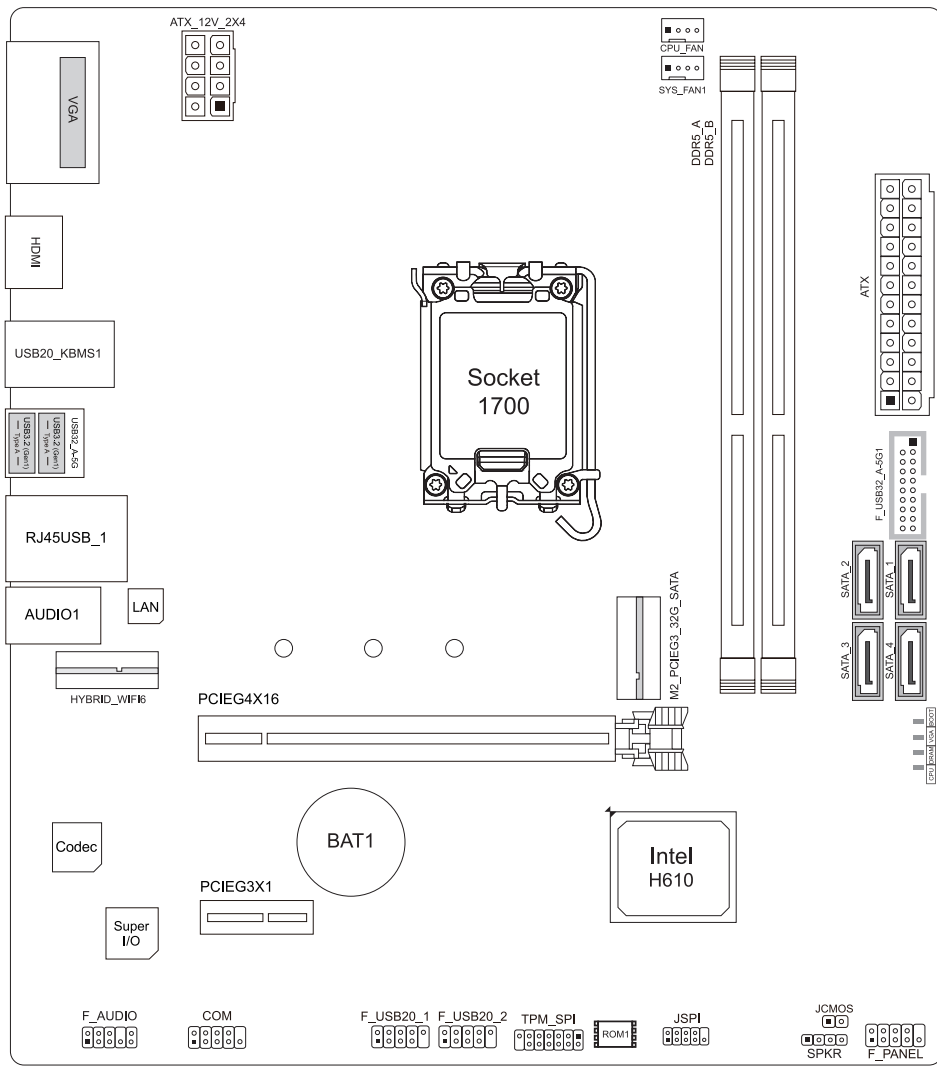 ATX_12V_2X4
CPU_FAN
SYS_FAN1
VGA
DDR5_A
DDR5_B
HDMI
ATX
USB20_KBMS1
Socket
1700
USB32_A-5G
USB3.2 (Gen1)
Type A
USB3.2 (Gen1)
Type A
F_USB32_A-5G1
RJ45USB_1
SATA_2
SATA_1
AUDIO1
LAN
M2_PCIEG3_32G_SATA
SATA_3
SATA_4
HYBRID_WIFI6
PCIEG4X16
CPU
DRAM
VGA
BOOT
BAT1
Codec
Intel
H610
PCIEG3X1
Super
I/O
F_AUDIO
COM
F_USB20_1
F_USB20_2
TPM_SPI
ROM1
JSPI
JCMOS
SPKR
F_PANEL